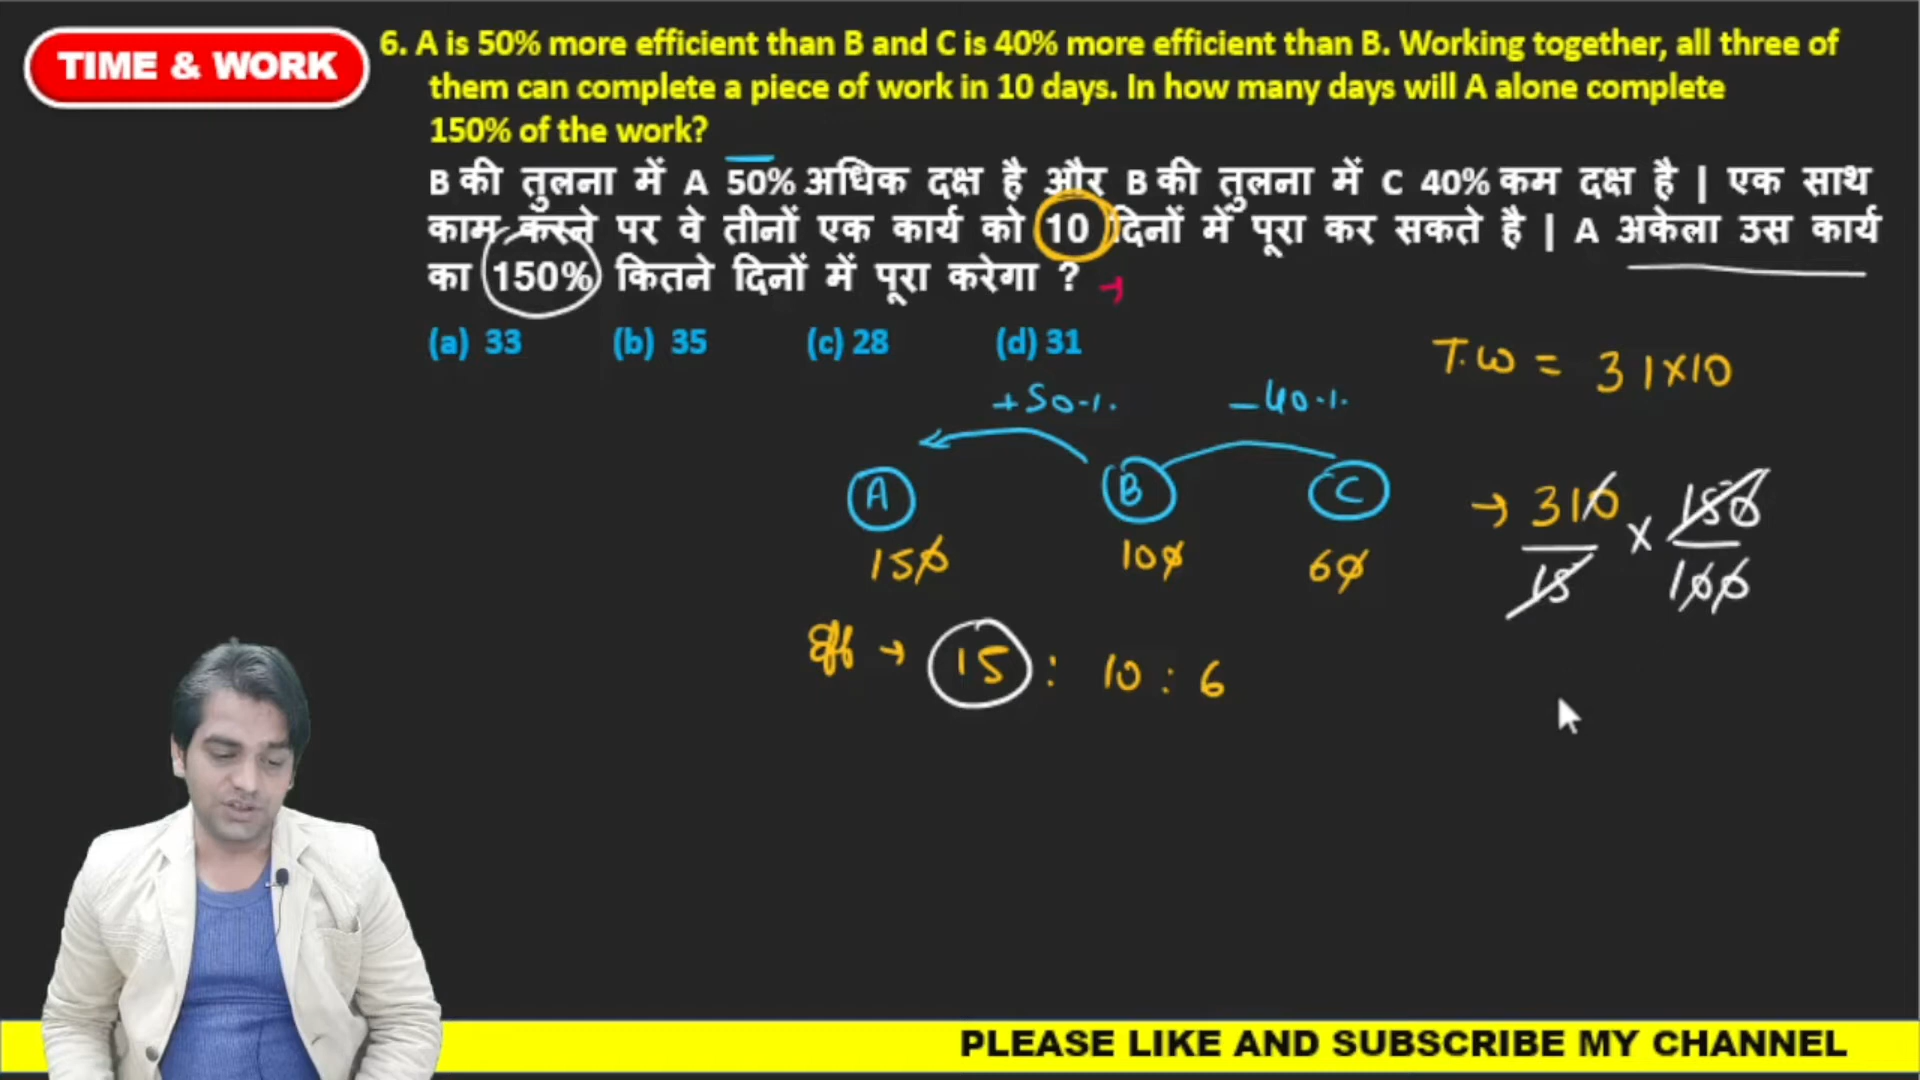 TIME & WORK
6. A is 50% more efficient than B and C is 40% more efficient than B. Working together, all three of
them can complete a piece of work in 10 days. In how many days will A alone complete
150% of the work?
B की तुलना में A 50% अधिक दक्ष है और B की तुलना में C 40% कम दक्ष है | एक साथ
काम करने पर वे तीनों एक कार्य को 10 दिनों में पूरा कर सकते है | A अकेला उस कार्य
का 150% कितने दिनों में पूरा करेगा ?
(a) 33 (b) 35 (c) 28 (d) 31
T.W = 31x10
+50% -40%
A B C
150 100 60
→ 310 x 150
15 100
eff → 15 : 10 : 6
PLEASE LIKE AND SUBSCRIBE MY CHANNEL